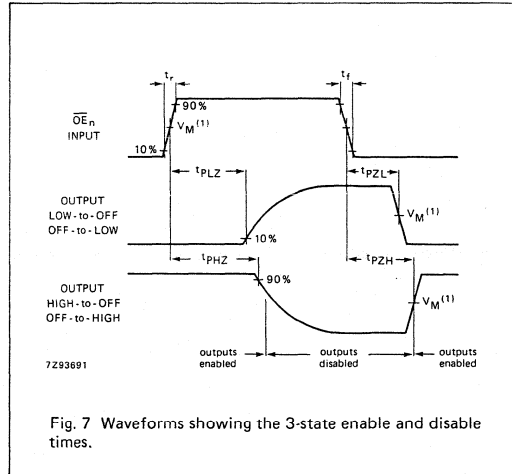 tr
tf
OEn
INPUT
90%
VM(1)
10%
tPLZ
tPZL
OUTPUT
LOW-to-OFF
OFF-to-LOW
VM(1)
10%
tPHZ
tPZH
90%
OUTPUT
HIGH-to-OFF
OFF-to-HIGH
VM(1)
outputs
enabled
outputs
disabled
outputs
enabled
7Z93691
Fig. 7 Waveforms showing the 3-state enable and disable
times.